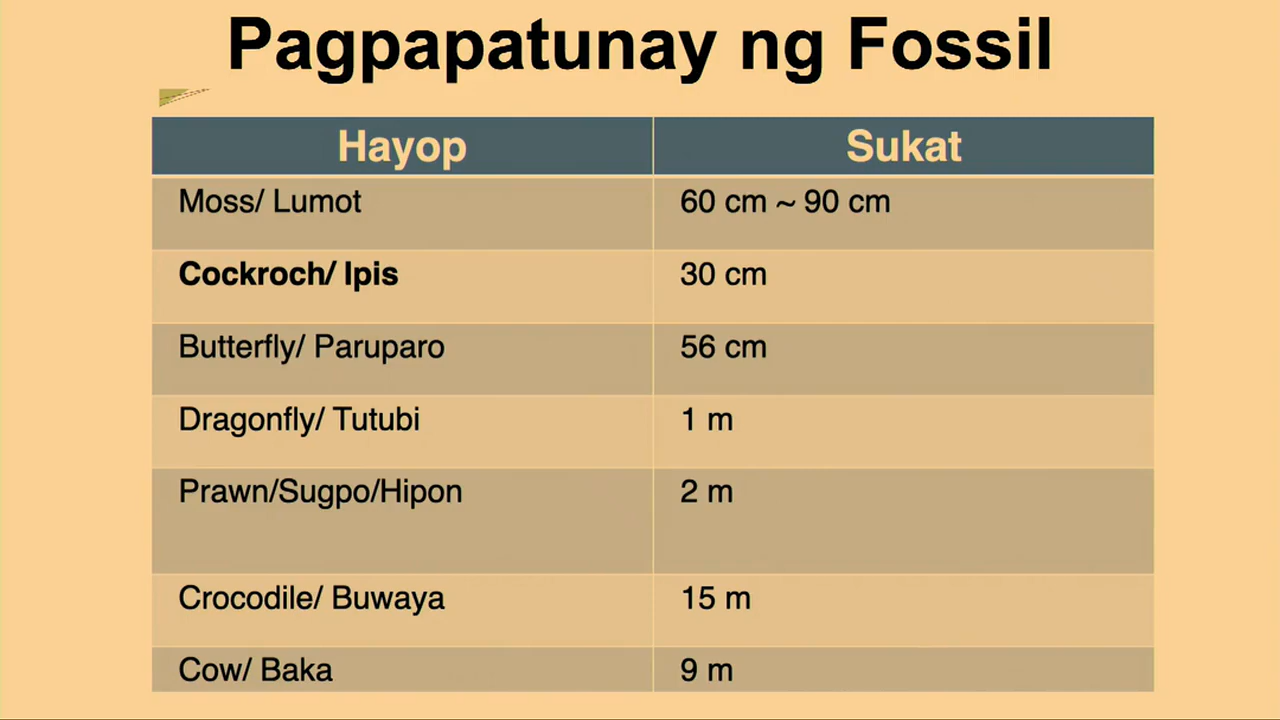 Pagpapatunay ng Fossil
Hayop Sukat
Moss/ Lumot 60 cm ~ 90 cm
Cockroch/ Ipis 30 cm
Butterfly/ Paruparo 56 cm
Dragonfly/ Tutubi 1 m
Prawn/Sugpo/Hipon 2 m
Crocodile/ Buwaya 15 m
Cow/ Baka 9 m